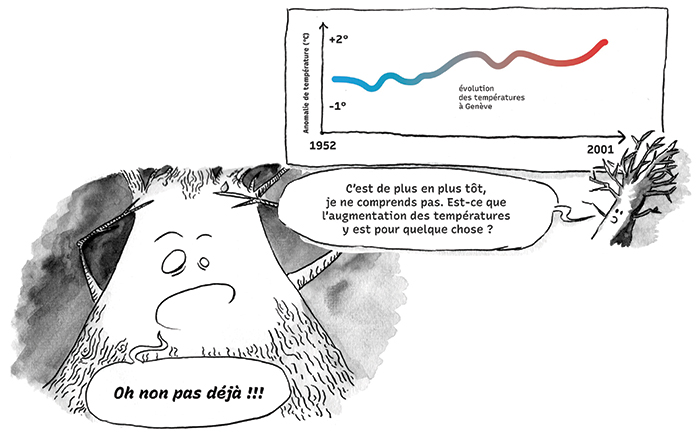 Anomalie de température (°C)
+2°
-1°
évolution
des températures
à Genève
1952
2001
C'est de plus en plus tôt,
je ne comprends pas. Est-ce que
l'augmentation des températures
y est pour quelque chose ?
Oh non pas déjà !!!